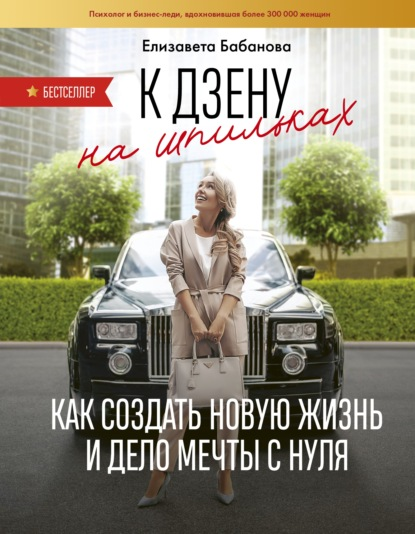 Психолог и бизнес-леди, вдохновившая более 300 000 женщин
Елизавета Бабанова
БЕСТСЕЛЛЕР
К ДЗЕНУ
на шпильках
КАК СОЗДАТЬ НОВУЮ ЖИЗНЬ
И ДЕЛО МЕЧТЫ С НУЛЯ